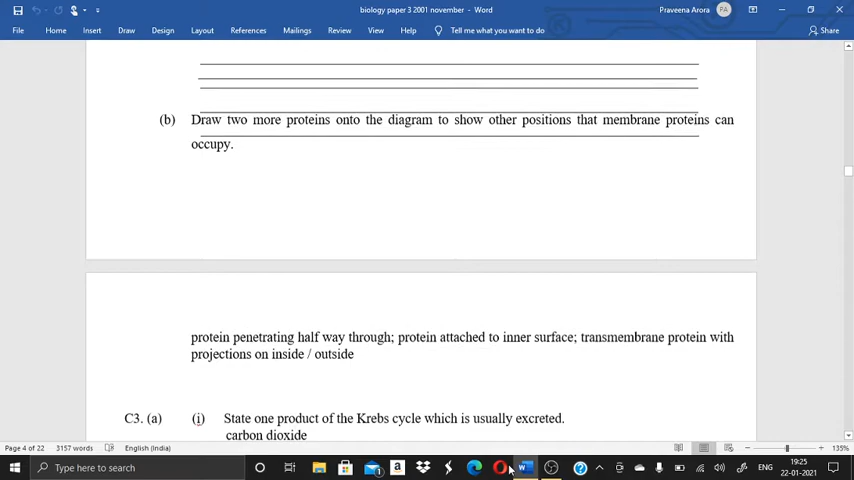 biology paper 3 2001 november - Word
Praveena Arora
PA
File
Home
Insert
Draw
Design
Layout
References
Mailings
Review
View
Help
Tell me what you want to do
Share
(b) Draw two more proteins onto the diagram to show other positions that membrane proteins can
occupy.
protein penetrating half way through; protein attached to inner surface; transmembrane protein with
projections on inside / outside
C3. (a) (i) State one product of the Krebs cycle which is usually excreted.
carbon dioxide
Page 4 of 22
3157 words
English (India)
135%
Type here to search
ENG
19:25
22-01-2021